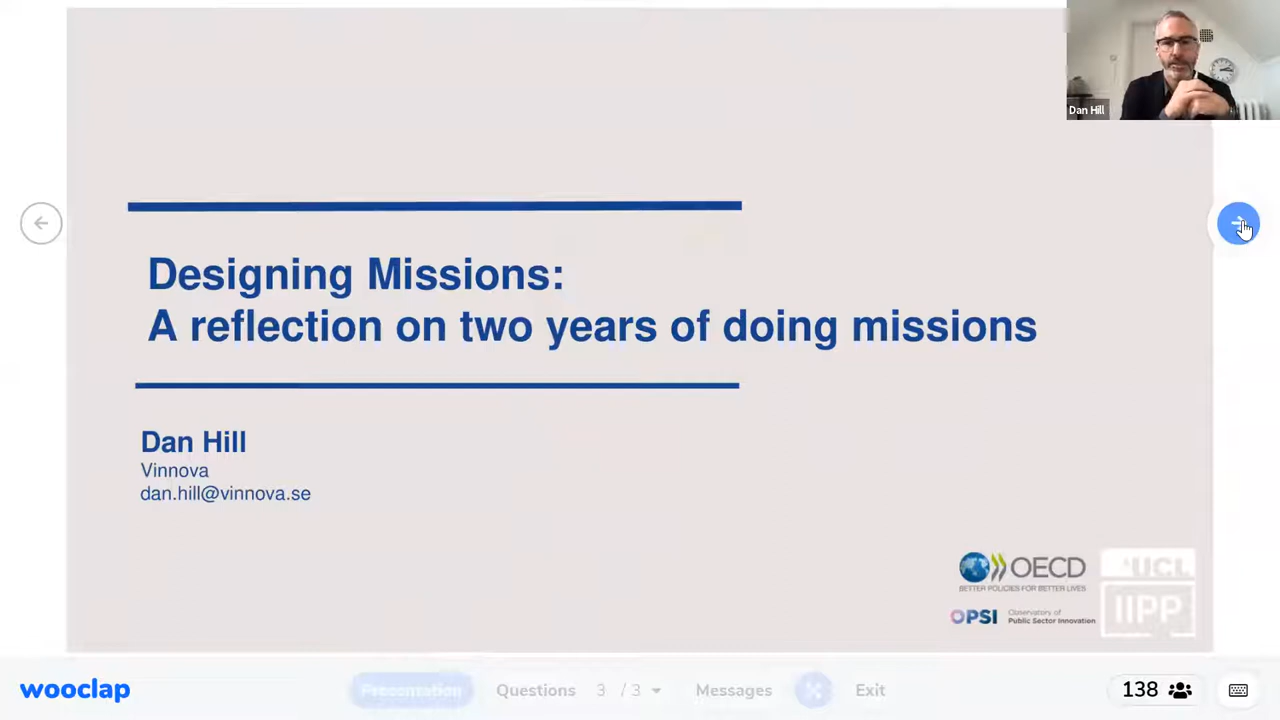 Dan Hill
Designing Missions:
A reflection on two years of doing missions
Dan Hill
Vinnova
dan.hill@vinnova.se
OECD
BETTER POLICIES FOR BETTER LIVES
OPSI
Observatory of
Public Sector Innovation
UCL
IIPP
wooclap
Presentation
Questions 3 / 3
Messages
Exit
138